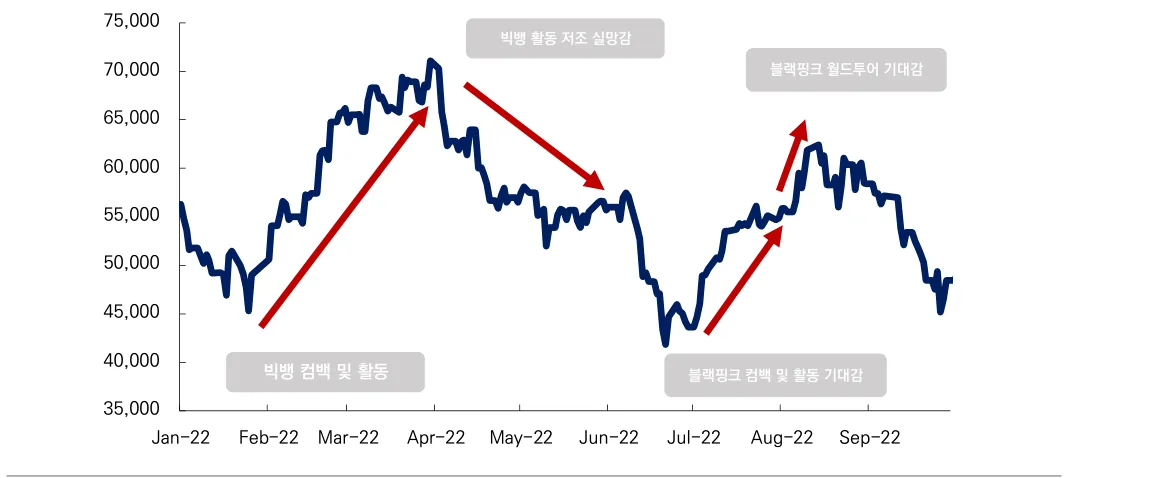 75,000
빅뱅 활동 저조 실망감
70,000
블랙핑크 월드투어 기대감
65,000
60,000
55,000
50,000
45,000
40,000
빅뱅 컴백 및 활동
블랙핑크 컴백 및 활동 기대감
35,000
Jan-22 Feb-22 Mar-22 Apr-22 May-22 Jun-22 Jul-22 Aug-22 Sep-22